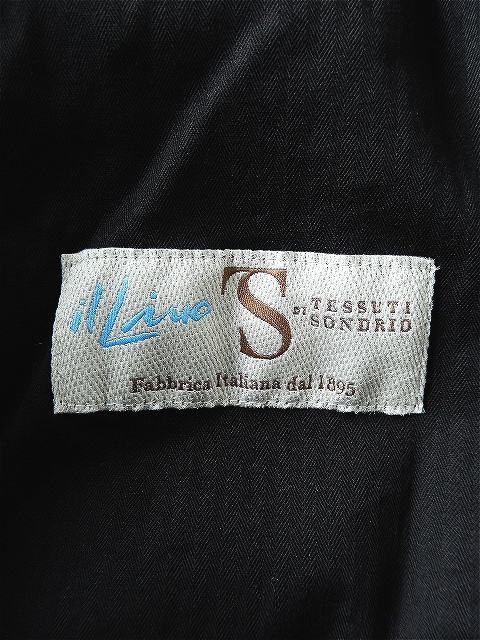 il Lino
TS
DI TESSUTI
SONDRIO
Fabbrica Italiana dal 1895